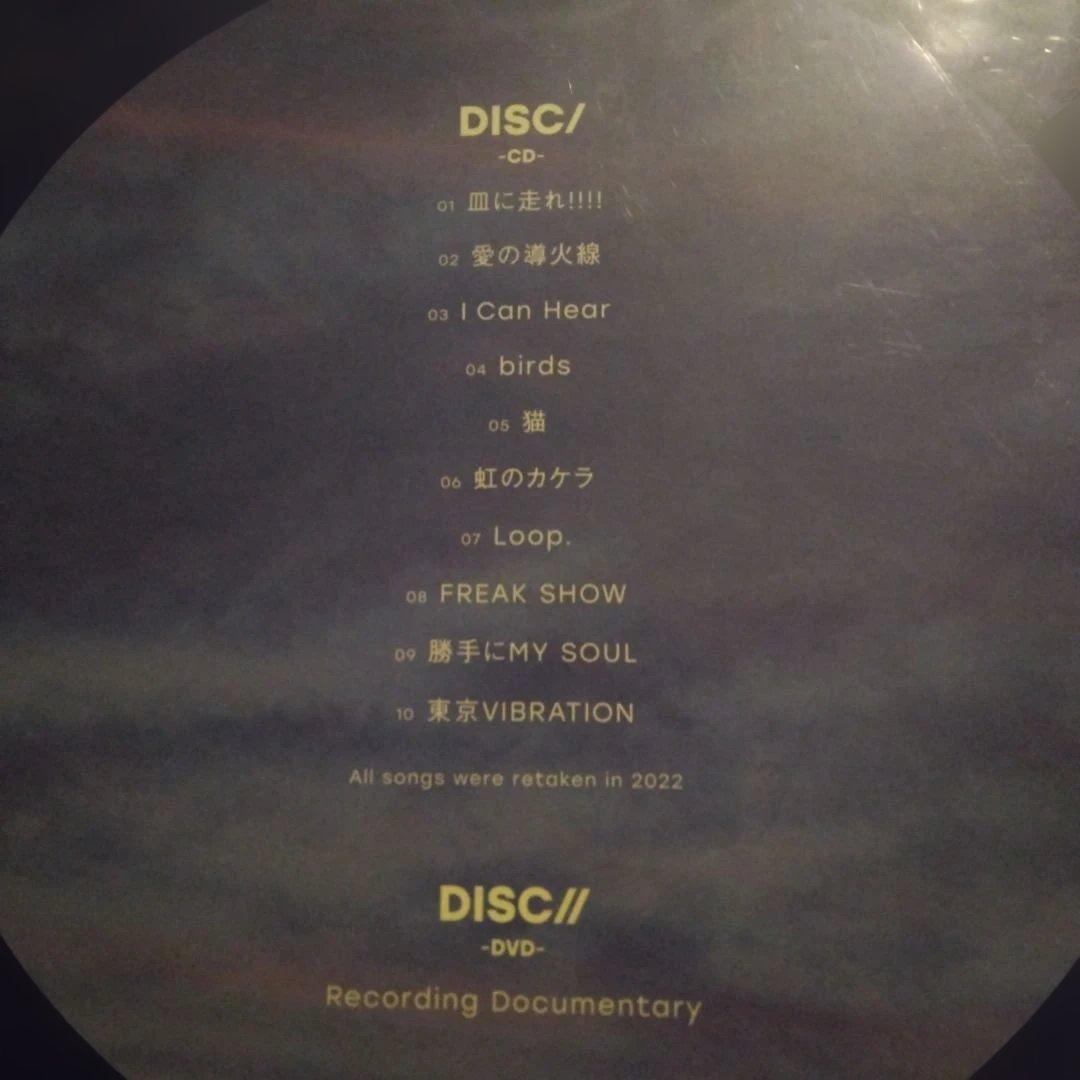 DISC/
-CD-
01 皿に走れ!!!!
02 愛の導火線
03 I Can Hear
04 birds
05 猫
06 虹のカケラ
07 Loop.
08 FREAK SHOW
09 勝手にMY SOUL
10 東京VIBRATION
All songs were retaken in 2022
DISC//
-DVD-
Recording Documentary